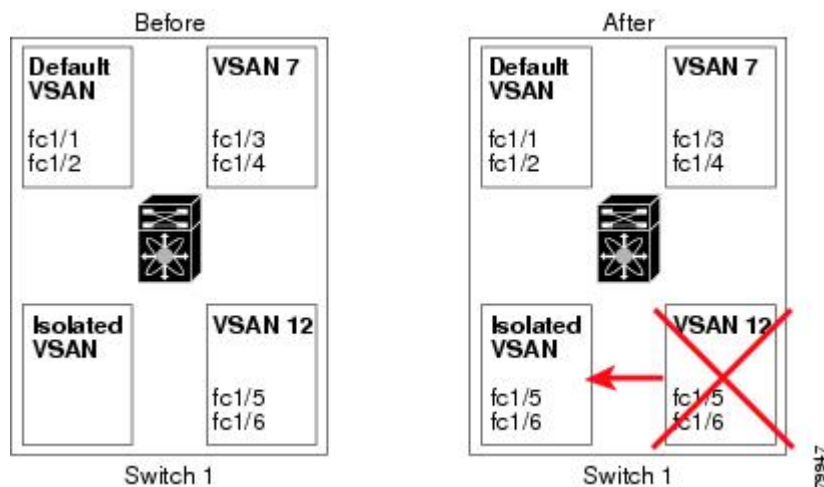 Before
Default
VSAN
fc1/1
fc1/2
VSAN 7
fc1/3
fc1/4
Isolated
VSAN
VSAN 12
fc1/5
fc1/6
Switch 1
After
Default
VSAN
fc1/1
fc1/2
VSAN 7
fc1/3
fc1/4
Isolated
VSAN
fc1/5
fc1/6
VSAN 12
fc1/5
fc1/6
Switch 1
79947